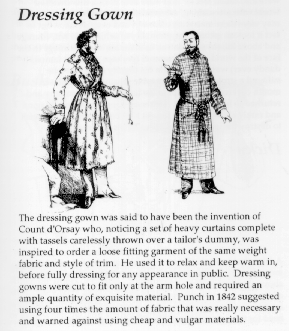 Dressing Gown
The dressing gown was said to have been the invention of
Count d'Orsay who, noticing a set of heavy curtains complete
with tassels carelessly thrown over a tailor's dummy, was
inspired to order a loose fitting garment of the same weight
fabric and style of trim. He used it to relax and keep warm in,
before fully dressing for any appearance in public. Dressing
gowns were cut to fit only at the arm hole and required an
ample quantity of exquisite material. Punch in 1842 suggested
using four times the amount of fabric that was really necessary
and warned against using cheap and vulgar materials.